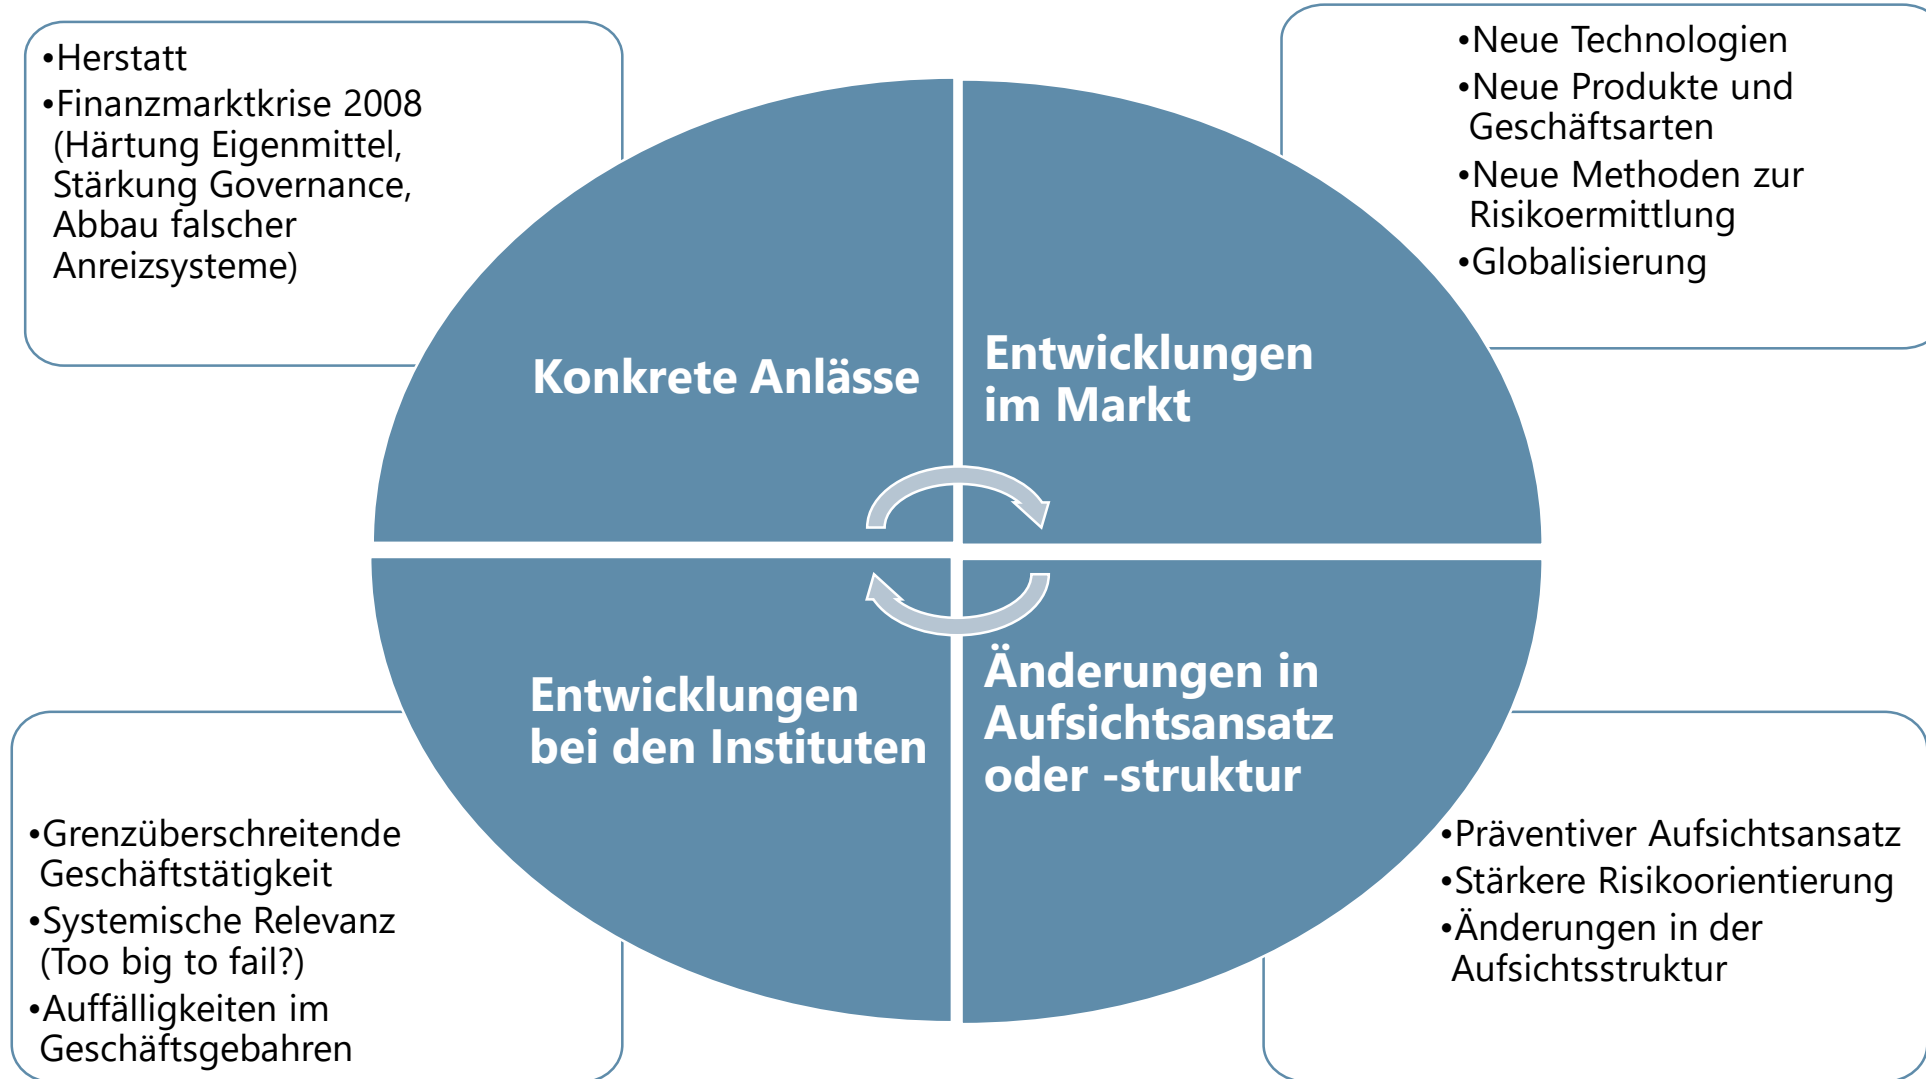 •Herstatt
•Finanzmarktkrise 2008
(Härtung Eigenmittel,
Stärkung Governance,
Abbau falscher
Anreizsysteme)
•Neue Technologien
•Neue Produkte und
Geschäftsarten
•Neue Methoden zur
Risikoermittlung
•Globalisierung
Konkrete Anlässe
Entwicklungen
im Markt
Entwicklungen
bei den Instituten
Änderungen in
Aufsichtsansatz
oder -struktur
•Grenzüberschreitende
Geschäftstätigkeit
•Systemische Relevanz
(Too big to fail?)
•Auffälligkeiten im
Geschäftsgebahren
•Präventiver Aufsichtsansatz
•Stärkere Risikoorientierung
•Änderungen in der
Aufsichtsstruktur